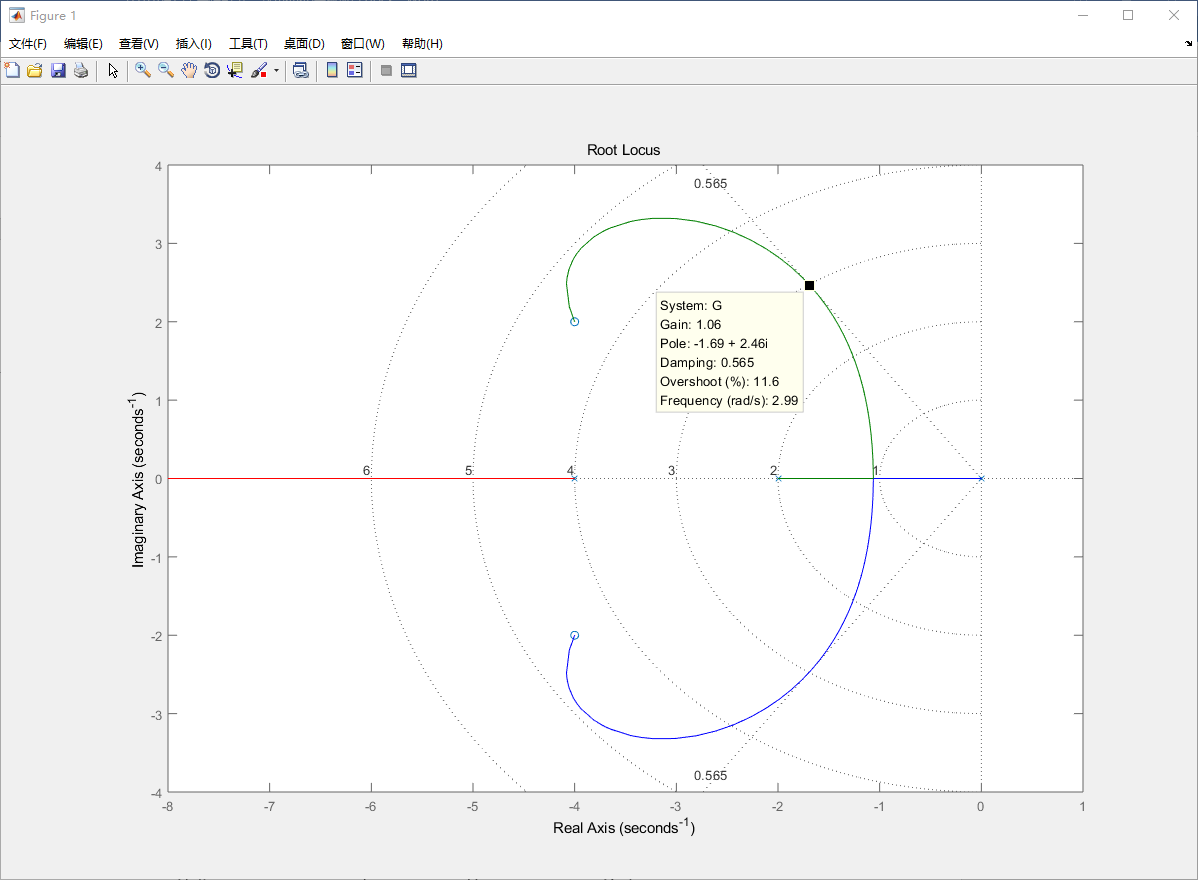 Figure 1
文件(F) 编辑(E) 查看(V) 插入(I) 工具(T) 桌面(D) 窗口(W) 帮助(H)
Root Locus
0.565
System: G
Gain: 1.06
Pole: -1.69 + 2.46i
Damping: 0.565
Overshoot (%): 11.6
Frequency (rad/s): 2.99
6 5 4 3 2 1
0.565
4
3
2
1
0
-1
-2
-3
-4
Imaginary Axis (seconds⁻¹)
-8 -7 -6 -5 -4 -3 -2 -1 0 1
Real Axis (seconds⁻¹)